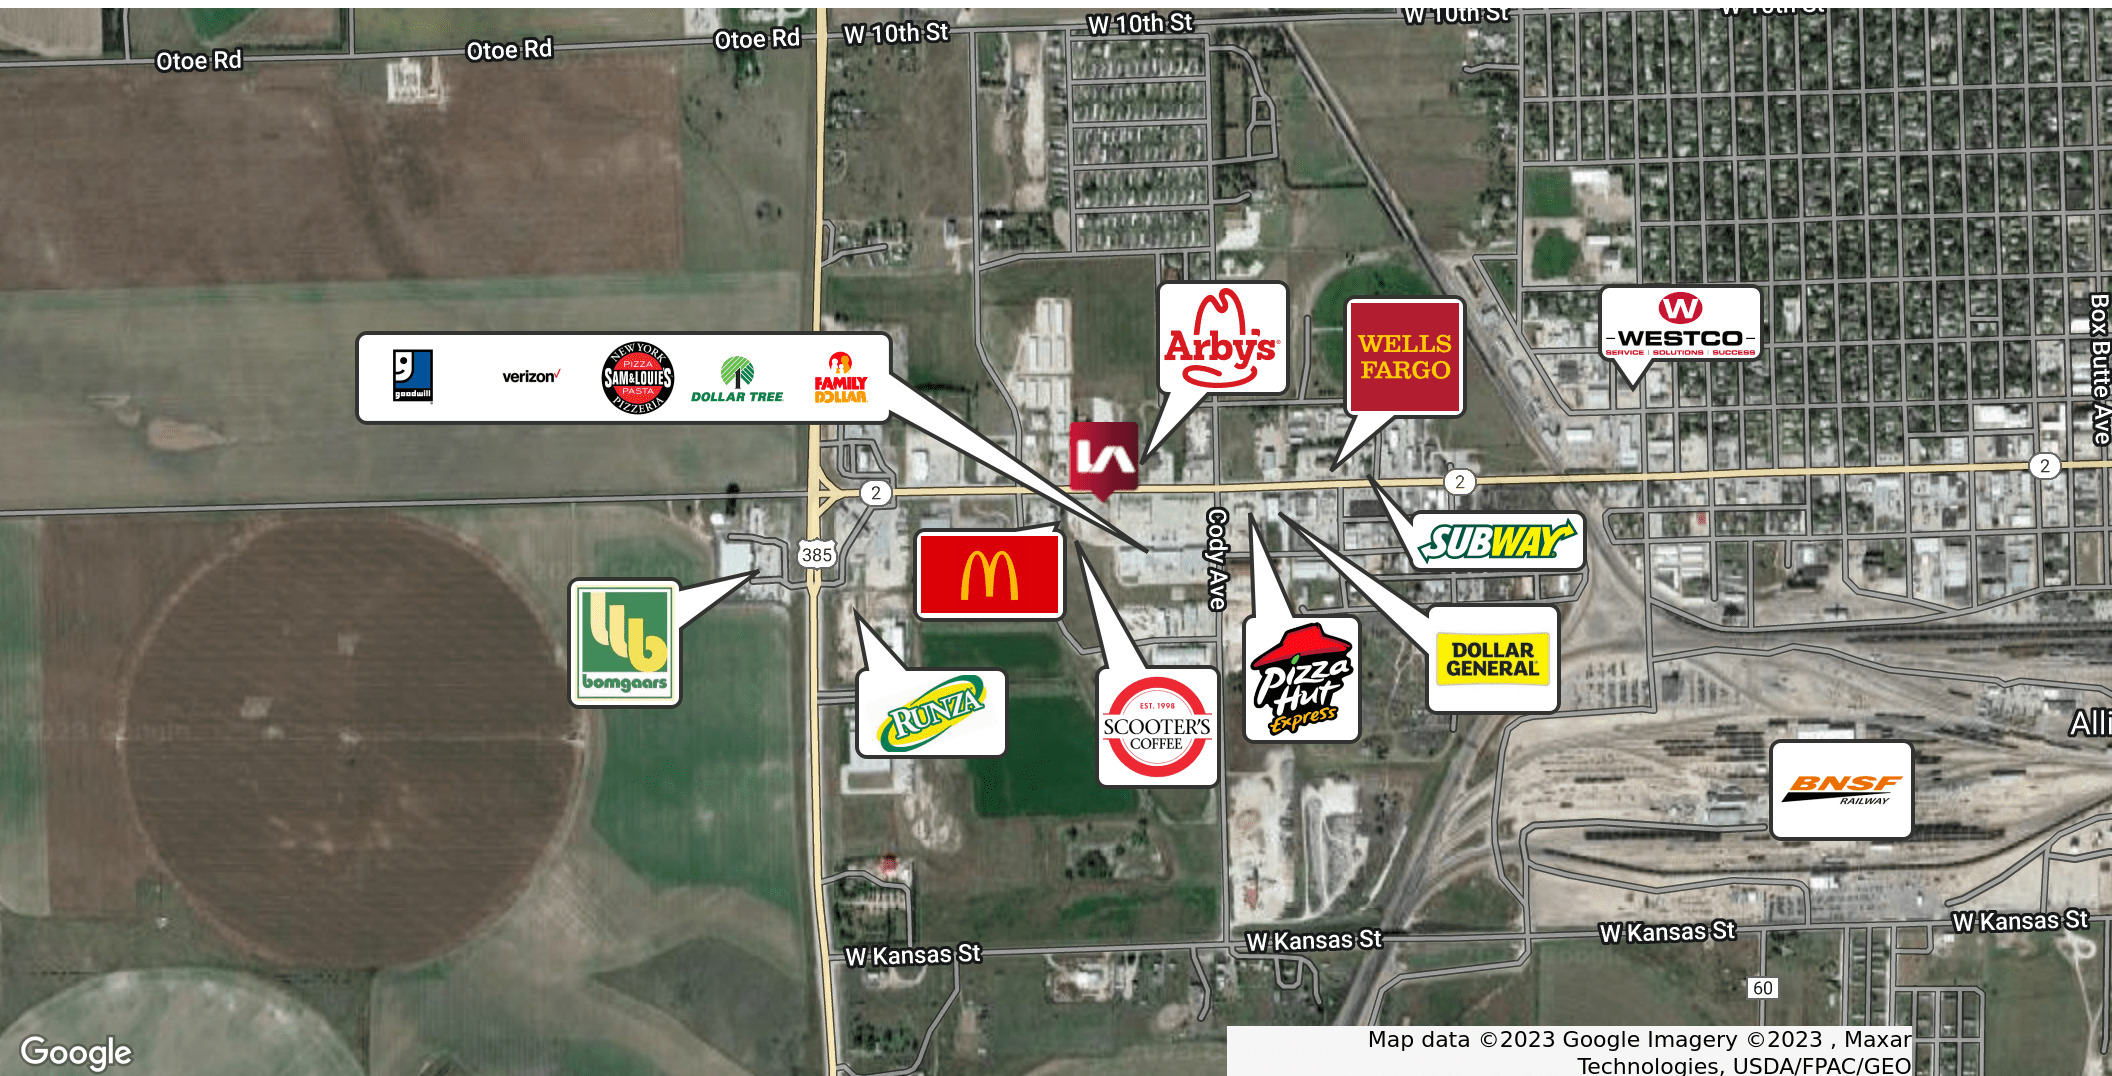 W 10th St
W 10th St
W 10th St
W 10th St
Otoe Rd
Otoe Rd
Otoe Rd
goodwill
verizon
NEW YORK
PIZZA
SAM & LOUIE'S
PASTA
PIZZERIA
DOLLAR TREE
FAMILY
DOLLAR
Arby's
WELLS
FARGO
W
WESTCO
SERVICE | SOLUTIONS | SUCCESS
Box Butte Ave
2
2
2
385
Cody Ave
SUBWAY
bomgaars
RUNZA
EST. 1998
SCOOTER'S
COFFEE
Pizza
Hut
Express
DOLLAR
GENERAL
Alli
BNSF
RAILWAY
W Kansas St
W Kansas St
W Kansas St
W Kansas St
60
Google
Map data ©2023 Google Imagery ©2023 , Maxar
Technologies, USDA/FPAC/GEO